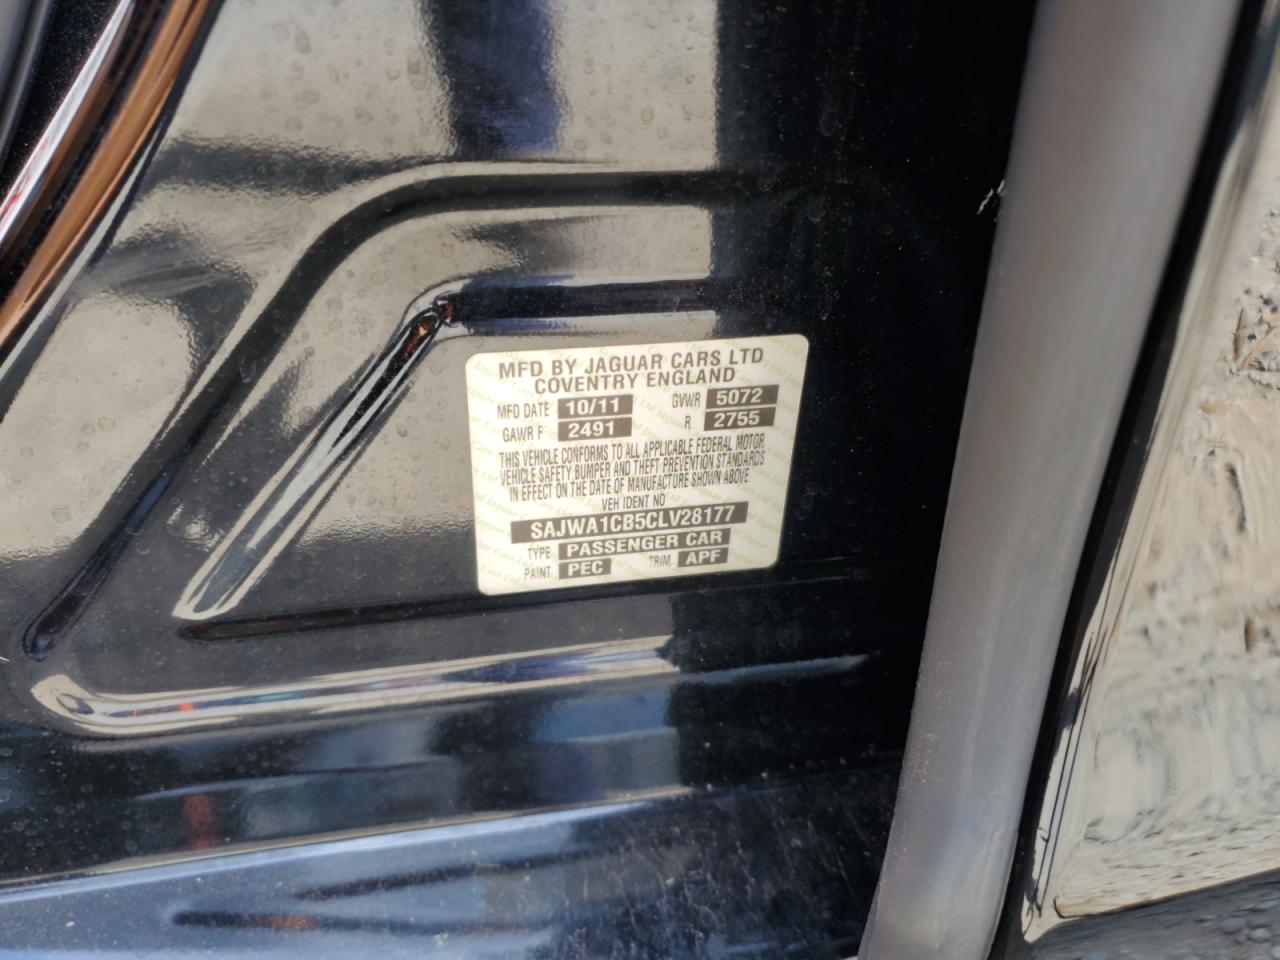 MFD BY JAGUAR CARS LTD
COVENTRY ENGLAND
MFD DATE 10/11 GVWR 5072
GAWR F 2491 R 2755
THIS VEHICLE CONFORMS TO ALL APPLICABLE FEDERAL MOTOR
VEHICLE SAFETY BUMPER AND THEFT PREVENTION STANDARDS
IN EFFECT ON THE DATE OF MANUFACTURE SHOWN ABOVE
VEH IDENT NO
SAJWA1CB5CLV28177
TYPE PASSENGER CAR
PAINT PEC TRIM APF